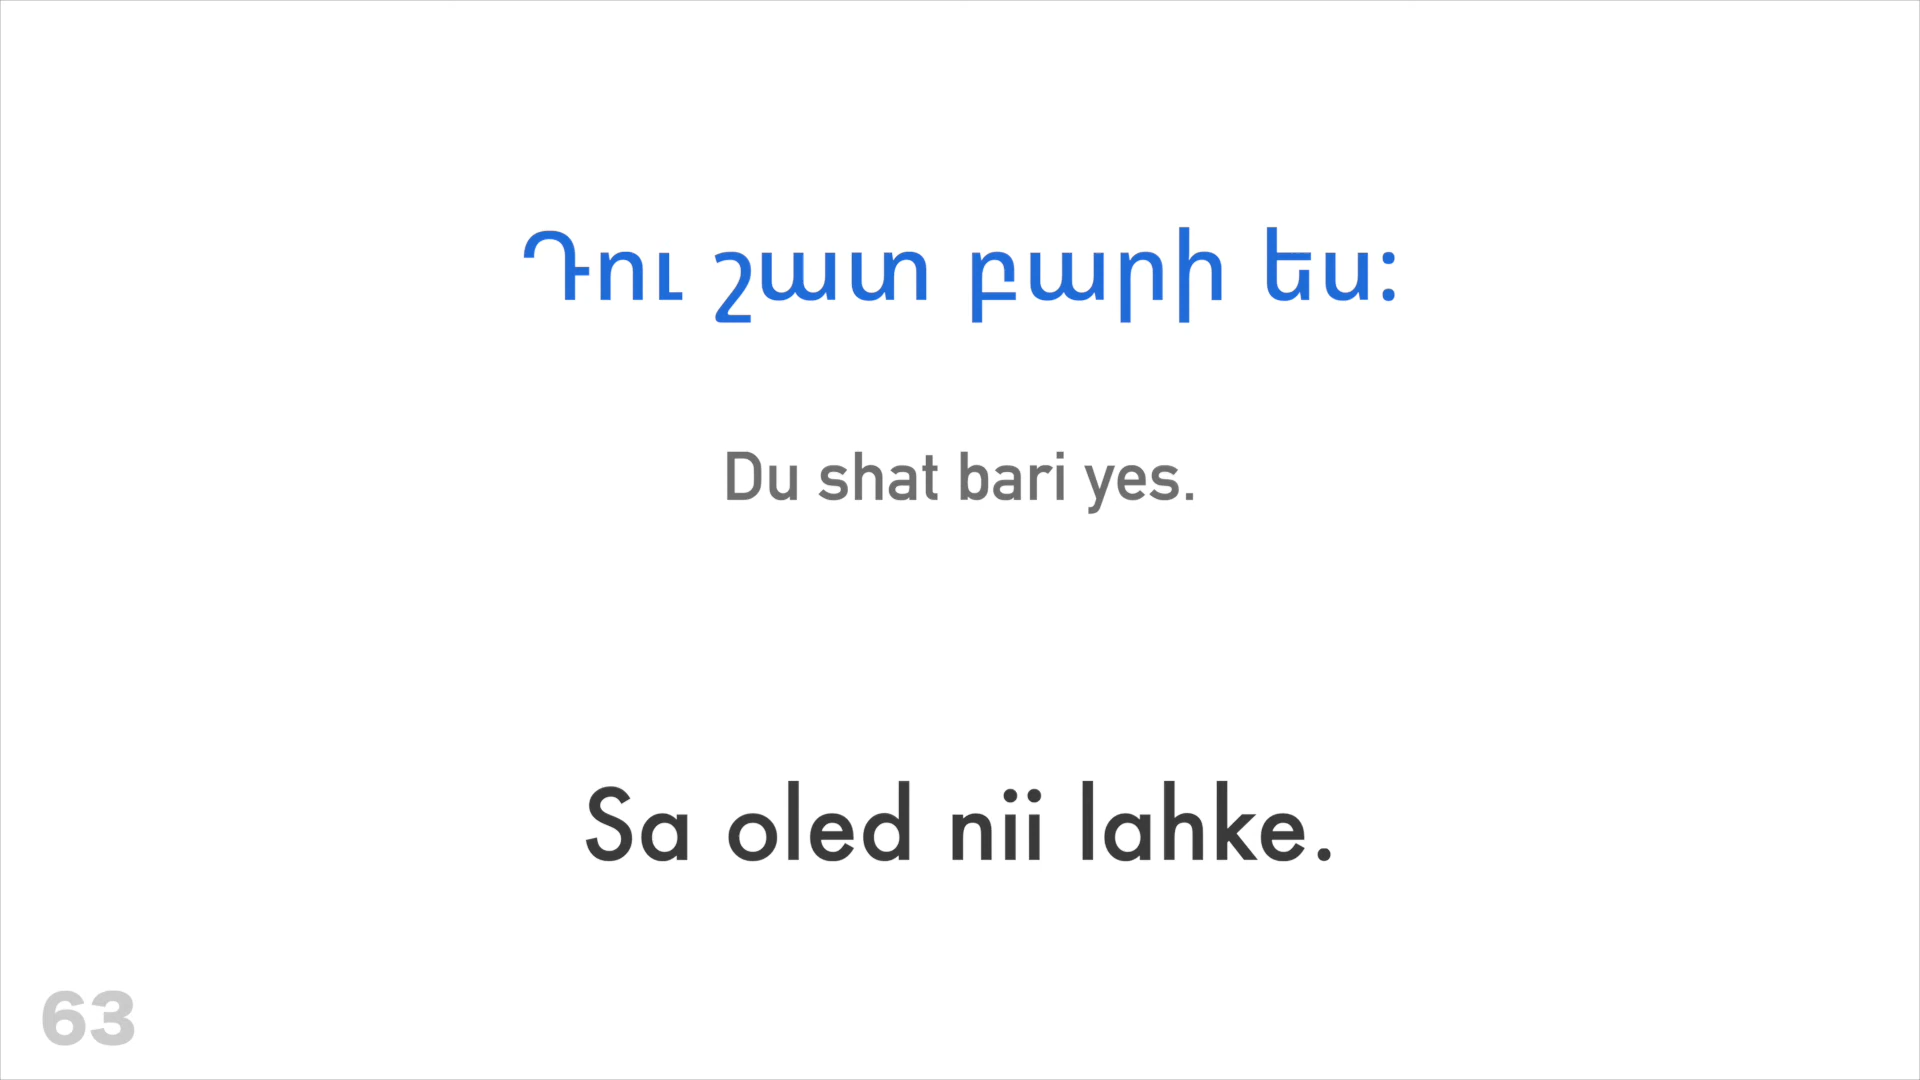 Դու շատ բարի ես:
Du shat bari yes.
Sa oled nii lahke.
63